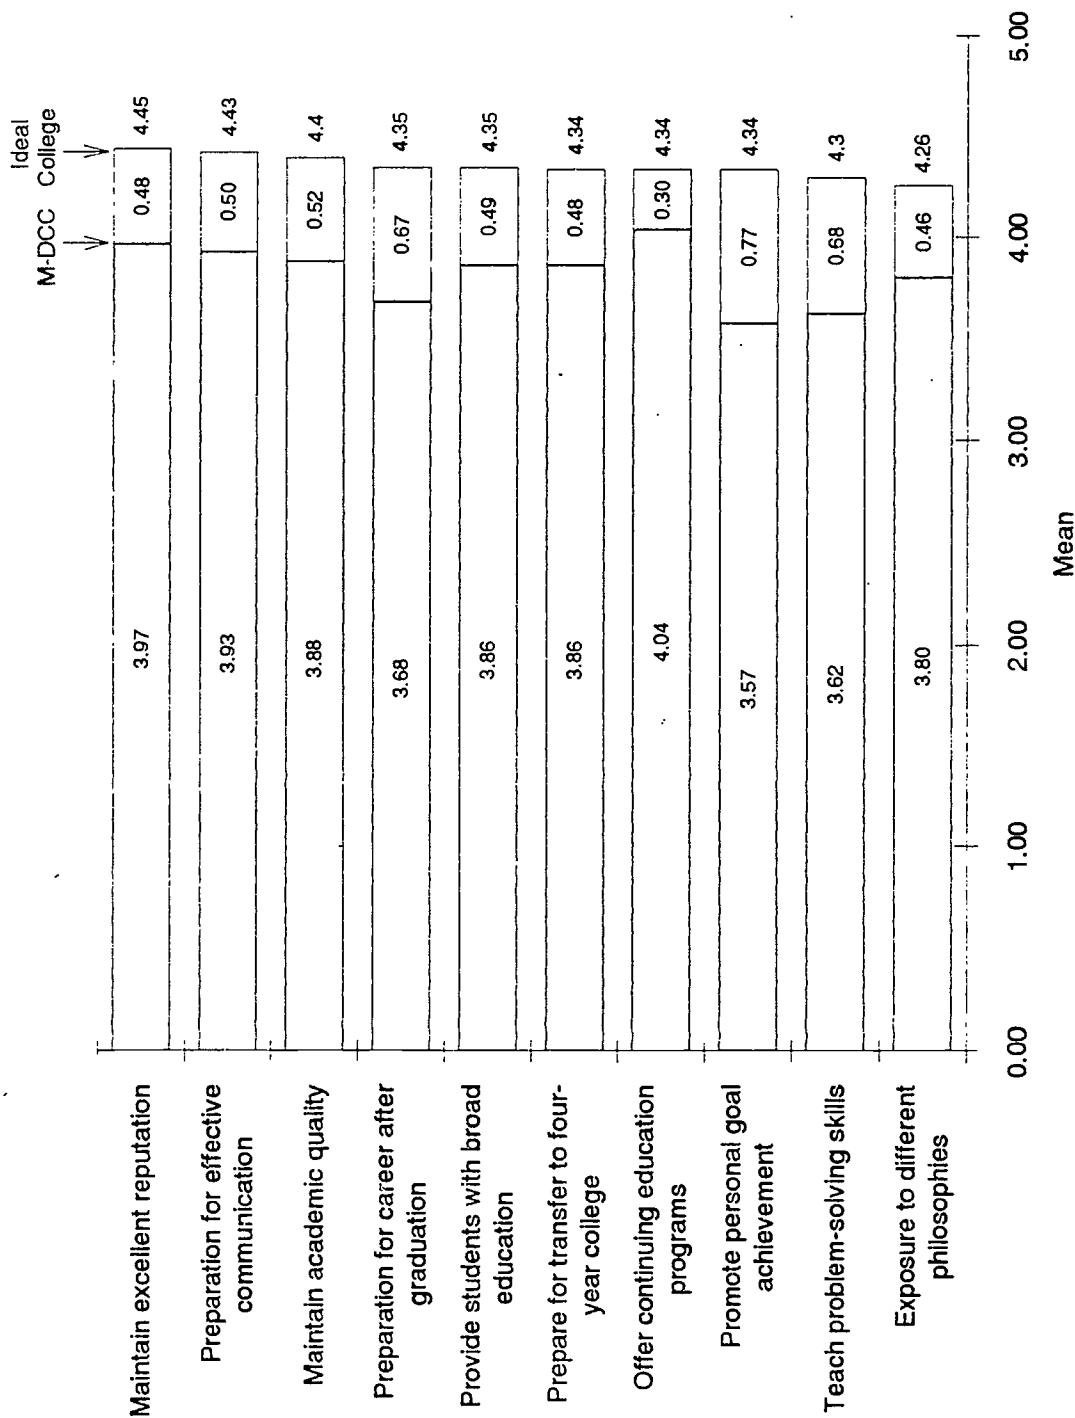 Ideal
M-DCC College
Maintain excellent reputation
3.97
0.48
4.45
Preparation for effective
communication
3.93
0.50
4.43
Maintain academic quality
3.88
0.52
4.4
Preparation for career after
graduation
3.68
0.67
4.35
Provide students with broad
education
3.86
0.49
4.35
Prepare for transfer to four-
year college
3.86
0.48
4.34
Offer continuing education
programs
4.04
0.30
4.34
Promote personal goal
achievement
3.57
0.77
4.34
Teach problem-solving skills
3.62
0.68
4.3
Exposure to different
philosophies
3.80
0.46
4.26
0.00 1.00 2.00 3.00 4.00 5.00
Mean